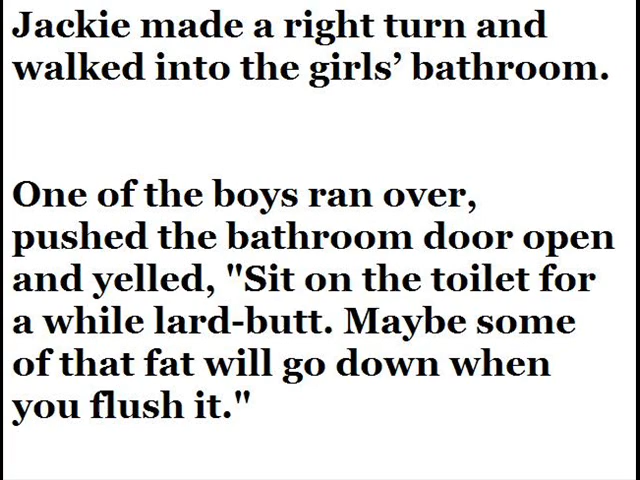 Jackie made a right turn and
walked into the girls’ bathroom.
One of the boys ran over,
pushed the bathroom door open
and yelled, "Sit on the toilet for
a while lard-butt. Maybe some
of that fat will go down when
you flush it."